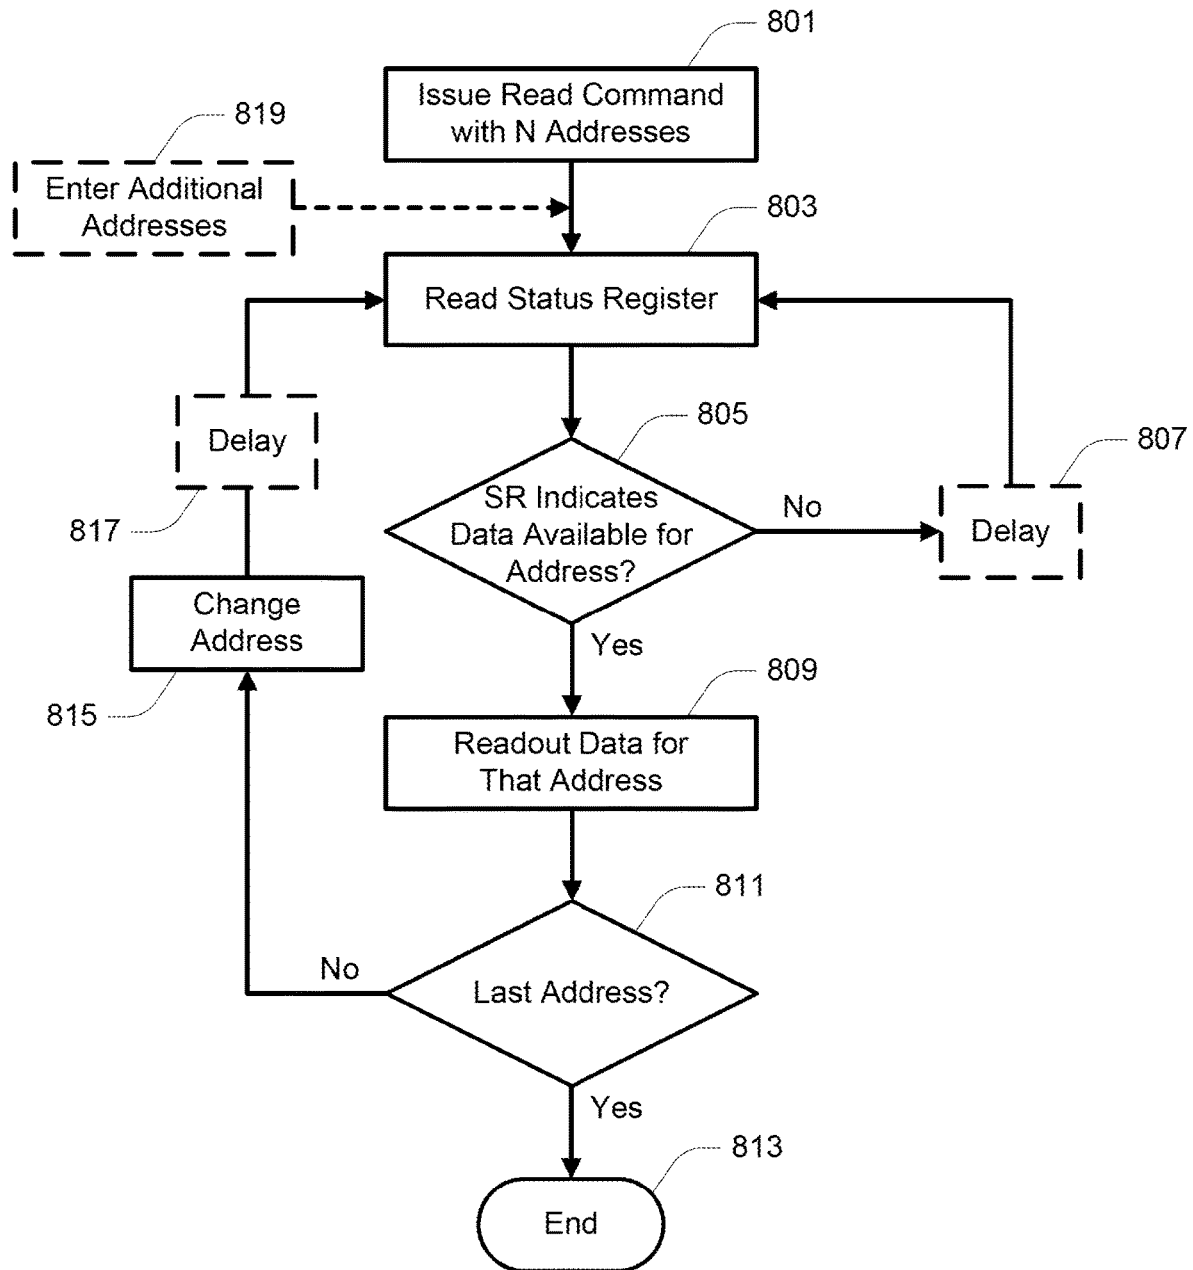 801
Issue Read Command
with N Addresses
819
Enter Additional
Addresses
803
Read Status Register
805
SR Indicates
Data Available for
Address?
No
807
Delay
Delay
817
Change
Address
815
Yes
809
Readout Data for
That Address
811
No
Last Address?
Yes
813
End